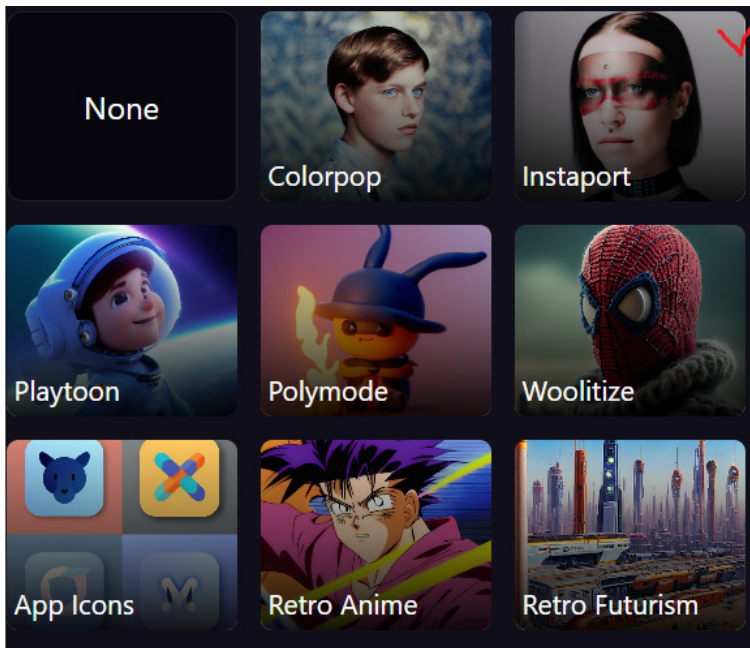 None
Colorpop
Instaport
Playtoon
Polymode
Woolitize
App Icons
Retro Anime
Retro Futurism